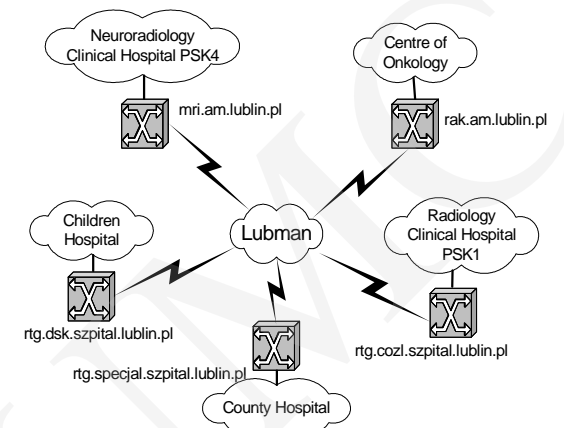 Neuroradiology
Clinical Hospital PSK4
mri.am.lublin.pl
Centre of
Onkology
rak.am.lublin.pl
Children
Hospital
rtg.dsk.szpital.lublin.pl
Lubman
Radiology
Clinical Hospital
PSK1
rtg.cozl.szpital.lublin.pl
rtg.specjal.szpital.lublin.pl
County Hospital